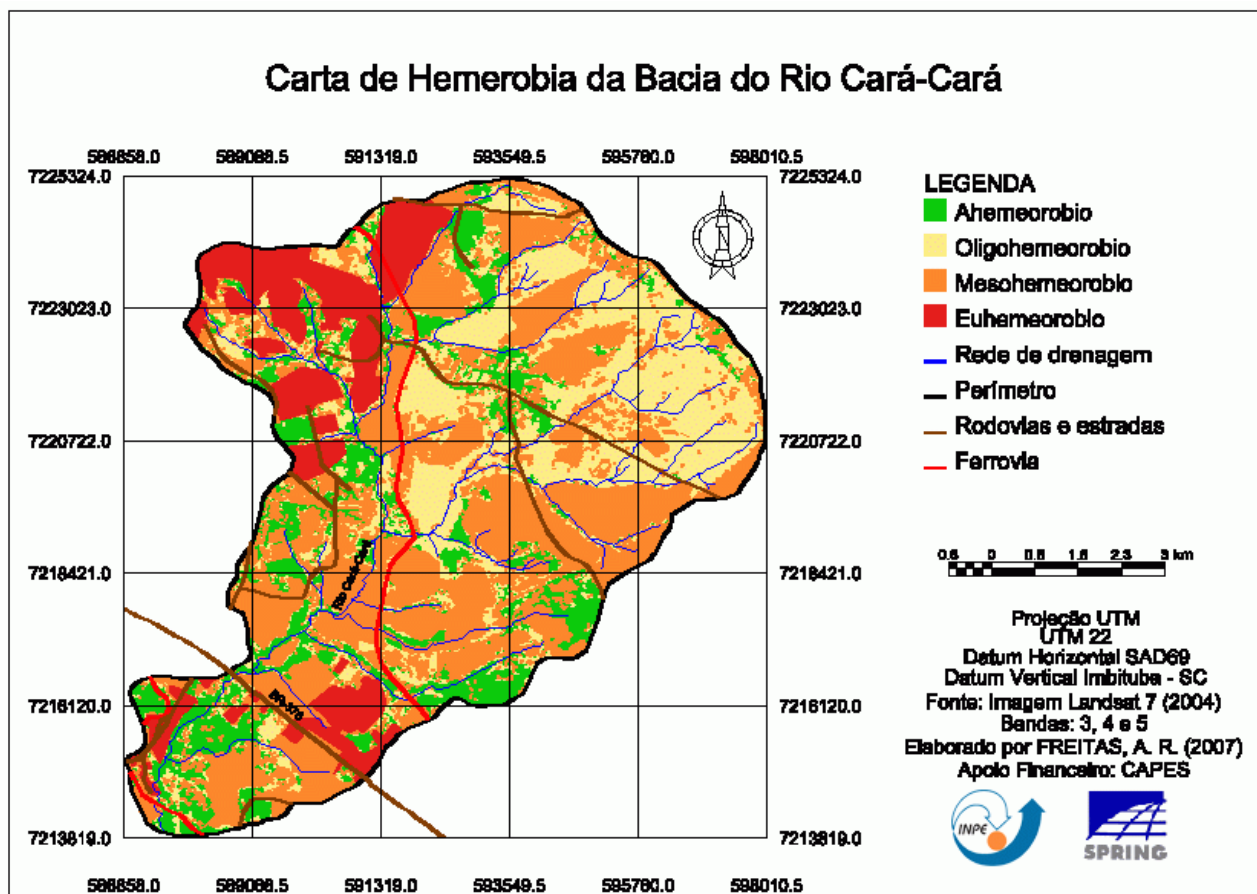 Carta de Hemerobia da Bacia do Rio Cará-Cará
586858.0 589088.5 591319.0 593549.5 595780.0 598010.5
7225324.0 7225324.0
7223023.0 7223023.0
7220722.0 7220722.0
7218421.0 7218421.0
7216120.0 7216120.0
7213819.0 7213819.0
586858.0 589088.5 591319.0 593549.5 595780.0 598010.5
Rio Cará-Cará
BR-376
N
LEGENDA
Ahemeorobio
Oligohemeorobio
Mesohemeorobio
Euhemeorobio
Rede de drenagem
Perímetro
Rodovias e estradas
Ferrovia
0.8 0 0.8 1.5 2.3 3 km
Projeção UTM
UTM 22
Datum Horizontal SAD69
Datum Vertical Imbituba - SC
Fonte: Imagem Landsat 7 (2004)
Bandas: 3, 4 e 5
Elaborado por FREITAS, A. R. (2007)
Apoio Financeiro: CAPES
INPE
SPRING